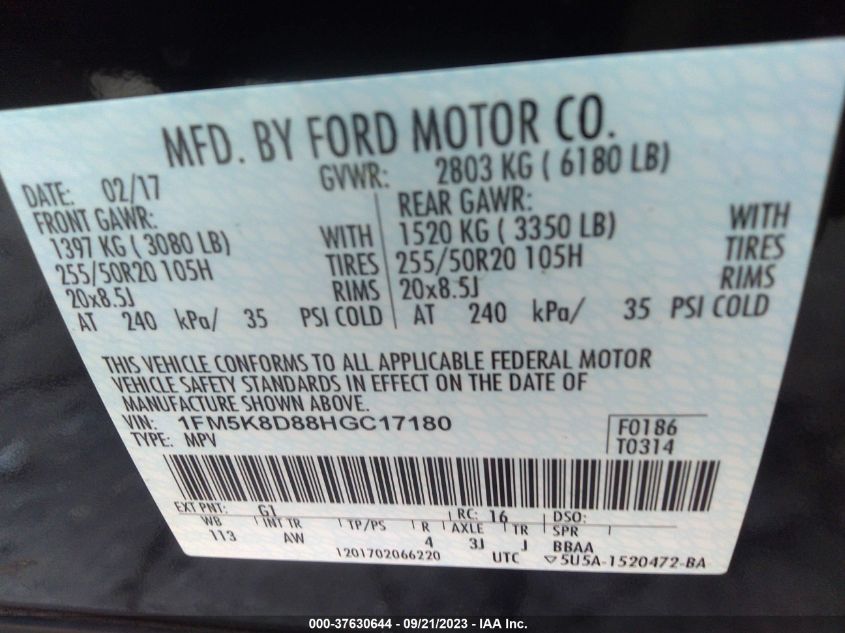 MFD. BY FORD MOTOR CO.
DATE: 02/17 GVWR: 2803 KG ( 6180 LB)
FRONT GAWR: REAR GAWR:
1397 KG ( 3080 LB) WITH 1520 KG ( 3350 LB) WITH
255/50R20 105H TIRES 255/50R20 105H TIRES
20x8.5J RIMS 20x8.5J RIMS
AT 240 kPa/ 35 PSI COLD AT 240 kPa/ 35 PSI COLD
THIS VEHICLE CONFORMS TO ALL APPLICABLE FEDERAL MOTOR
VEHICLE SAFETY STANDARDS IN EFFECT ON THE DATE OF
MANUFACTURE SHOWN ABOVE.
VIN: 1FM5K8D88HGC17180 F0186
TYPE: MPV T0314
EXT PNT: G1 RC: 16 DSO:
WB INT TR TP/PS R AXLE TR SPR
113 AW 4 3J J BBAA
1201702066220 UTC ▽5U5A-1520472-BA
000-37630644 - 09/21/2023 - IAA Inc.